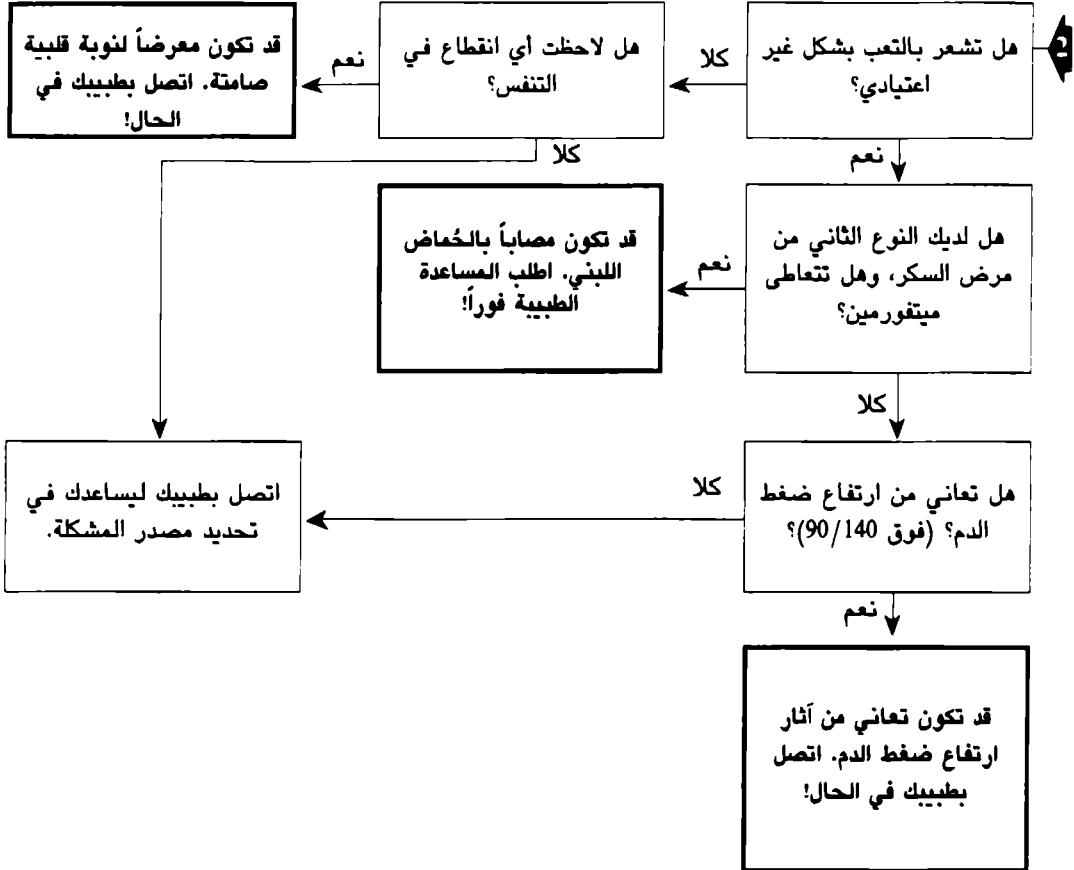 2
هل تشعر بالتعب بشكل غير
اعتيادي؟
كلا
هل لاحظت أي انقطاع في
التنفس؟
نعم
قد تكون معرضاً لنوبة قلبية
صامتة. اتصل بطبيبك في
الحال!
كلا
نعم
هل لديك النوع الثاني من
مرض السكر، وهل تتعاطى
ميتفورمين؟
نعم
قد تكون مصاباً بالحُماض
اللبني. اطلب المساعدة
الطبيبة فوراً!
كلا
هل تعاني من ارتفاع ضغط
الدم؟ (فوق 90/140)؟
كلا
اتصل بطبيبك ليساعدك في
تحديد مصدر المشكلة.
نعم
قد تكون تعاني من آثار
ارتفاع ضغط الدم. اتصل
بطبيبك في الحال!